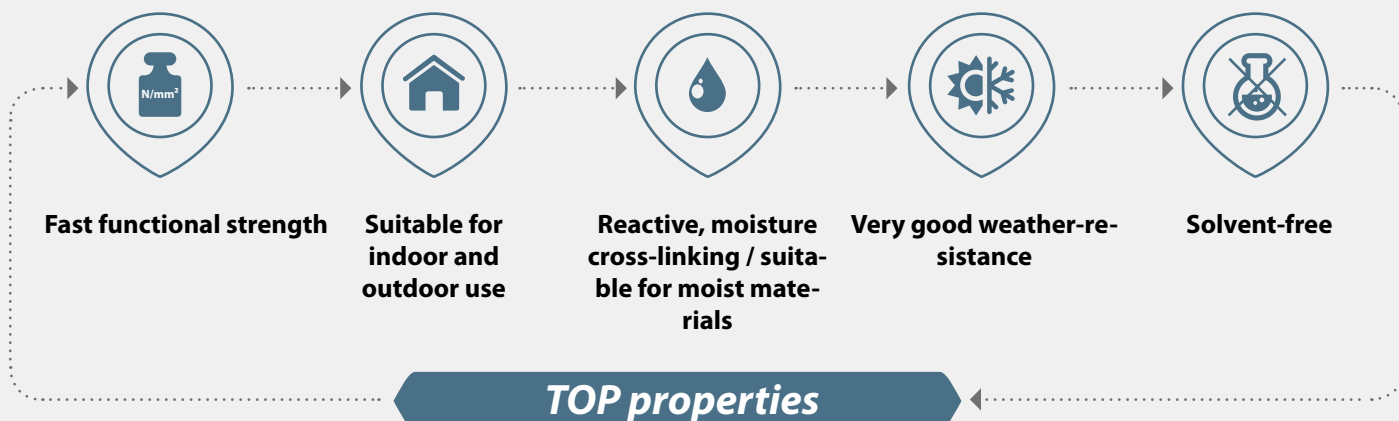 N/mm²
Fast functional strength
Suitable for
indoor and
outdoor use
Reactive, moisture
cross-linking / suita-
ble for moist mate-
rials
Very good weather-re-
sistance
Solvent-free
TOP properties